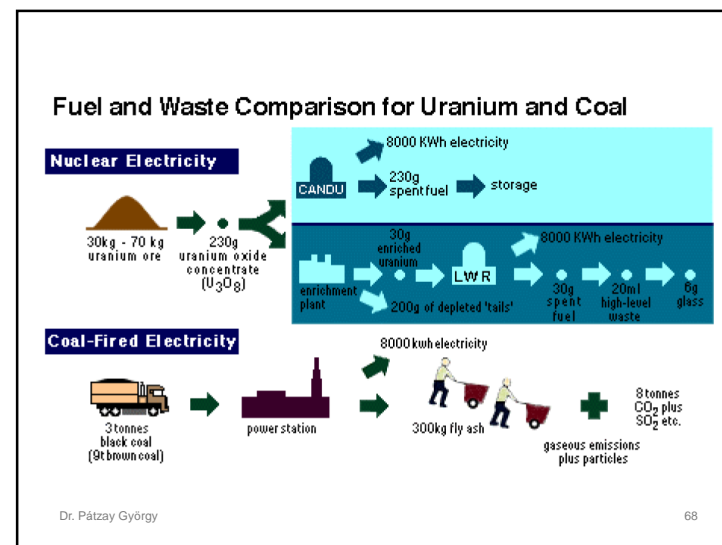 Fuel and Waste Comparison for Uranium and Coal
Nuclear Electricity
30kg - 70 kg
uranium ore
230g
uranium oxide
concentrate
(U3O8)
CANDU
8000 KWh electricity
230g
spent fuel
storage
enrichment
plant
30g
enriched
uranium
200g of depleted 'tails'
LWR
8000 KWh electricity
30g
spent
fuel
20ml
high-level
waste
6g
glass
Coal-Fired Electricity
3 tonnes
black coal
(9t brown coal)
power station
8000 kwh electricity
300kg fly ash
gaseous emissions
plus particles
8 tonnes
CO2 plus
SO2 etc.
Dr. Pátzay György
68